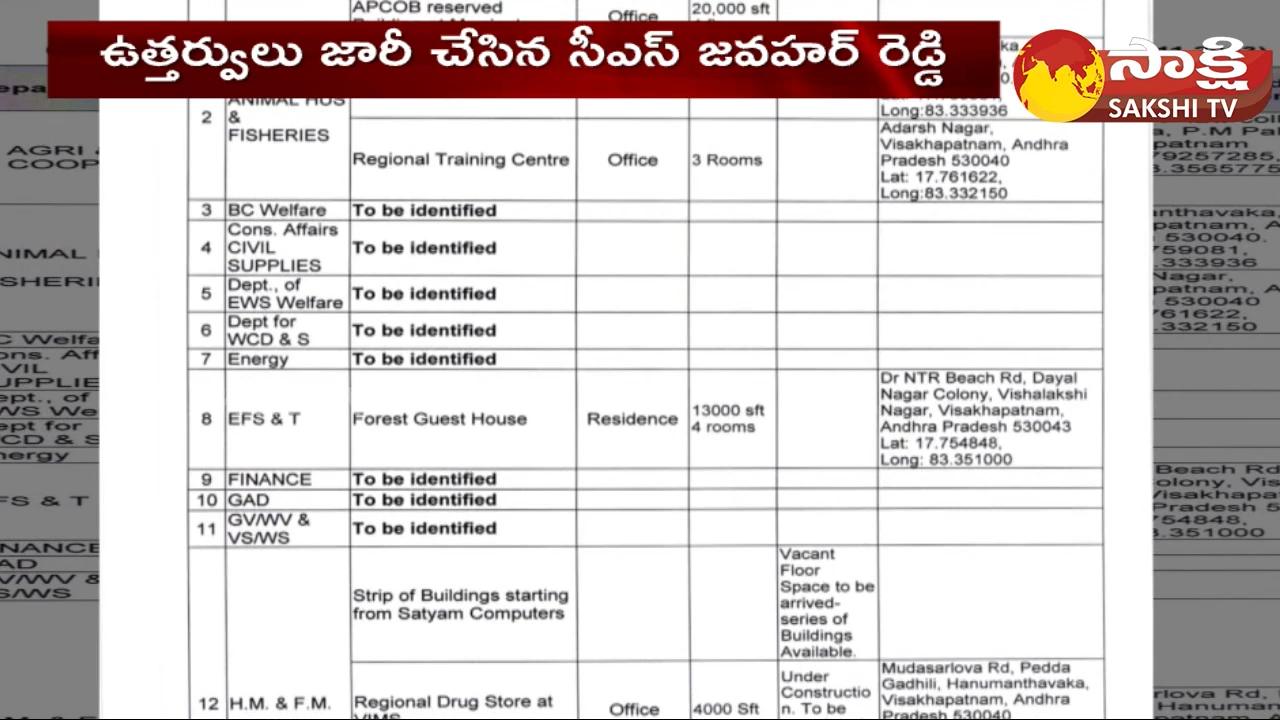 APCOB reserved
Office
20,000 sft
ఉత్తర్వులు జారీ చేసిన సీఎస్ జవహర్ రెడ్డి
సాక్షి
SAKSHI TV
2
ANIMAL HUS
&
FISHERIES
Long:83.333936
Regional Training Centre
Office
3 Rooms
Adarsh Nagar,
Visakhapatnam, Andhra
Pradesh 530040
Lat: 17.761622,
Long:83.332150
3 BC Welfare To be identified
4
Cons. Affairs
CIVIL
SUPPLIES
To be identified
5
Dept., of
EWS Welfare
To be identified
6
Dept for
WCD & S
To be identified
7 Energy To be identified
8 EFS & T Forest Guest House Residence
13000 sft
4 rooms
Dr NTR Beach Rd, Dayal
Nagar Colony, Vishalakshi
Nagar, Visakhapatnam,
Andhra Pradesh 530043
Lat: 17.754848,
Long: 83.351000
9 FINANCE To be identified
10 GAD To be identified
11
GV/WV &
VS/WS
To be identified
Strip of Buildings starting
from Satyam Computers
Vacant
Floor
Space to be
arrived-
series of
Buildings
Available.
12 H.M. & F.M.
Regional Drug Store at
VIMS
Office
4000 Sft
Under
Constructio
n. To be
Mudasarlova Rd, Pedda
Gadhili, Hanumanthavaka,
Visakhapatnam, Andhra
Pradesh 530040